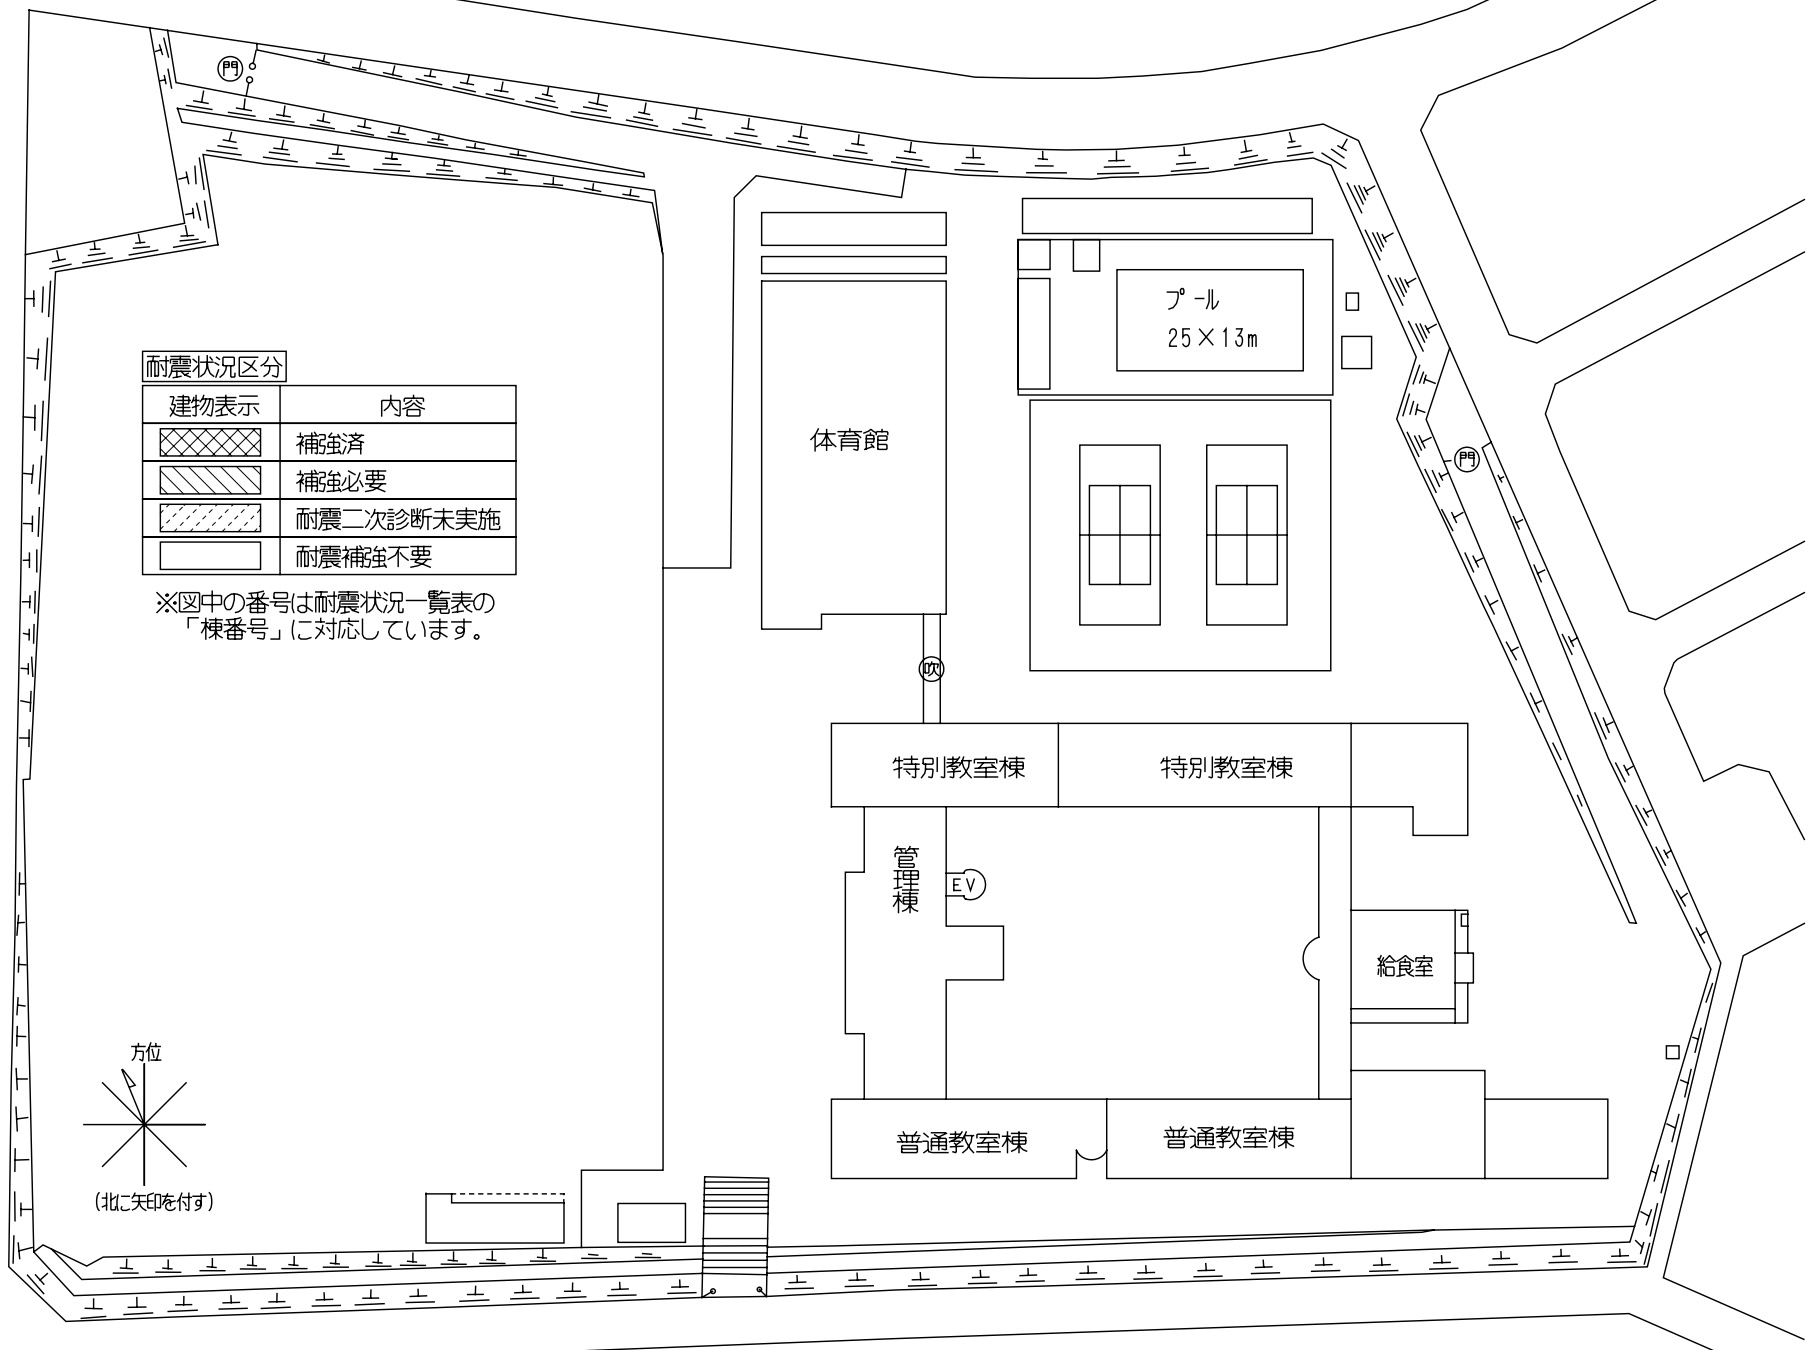 門
プール
25×13m
耐震状況区分
建物表示 内容
補強済
補強必要
耐震二次診断未実施
耐震補強不要
※図中の番号は耐震状況一覧表の
「棟番号」に対応しています。
体育館
門
吹
特別教室棟
特別教室棟
管理棟
EV
給食室
方位
(北に矢印を付す)
普通教室棟
普通教室棟